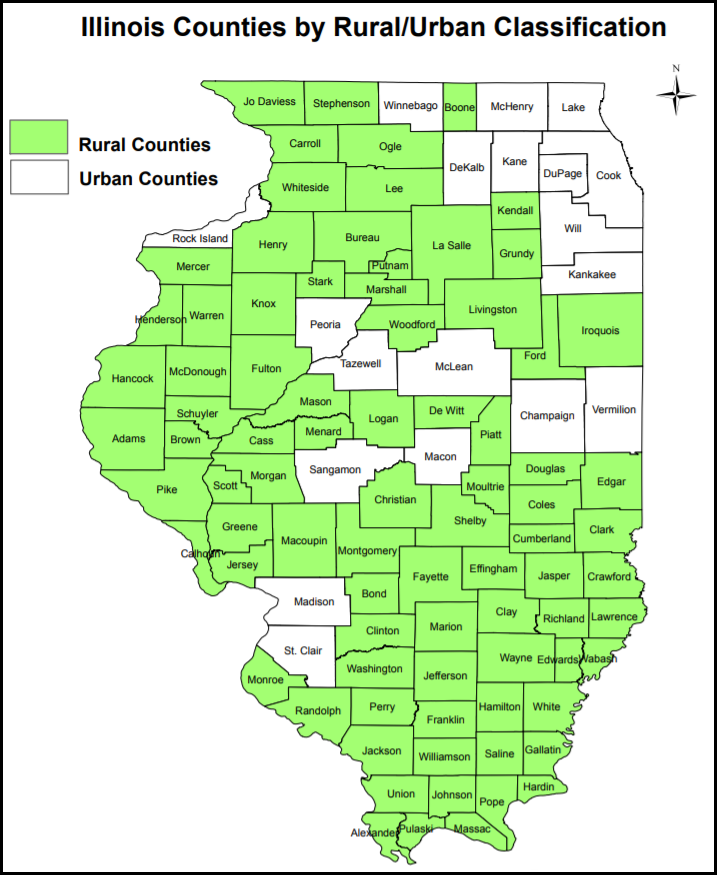 Illinois Counties by Rural/Urban Classification
N
Rural Counties
Urban Counties
Jo Daviess
Stephenson
Winnebago
Boone
McHenry
Lake
Carroll
Ogle
DeKalb
Kane
DuPage
Cook
Whiteside
Lee
Kendall
Will
Rock Island
Henry
Bureau
La Salle
Grundy
Mercer
Putnam
Kankakee
Stark
Marshall
Henderson
Warren
Knox
Peoria
Woodford
Livingston
Iroquois
Ford
Hancock
McDonough
Fulton
Tazewell
McLean
Schuyler
Mason
Logan
De Witt
Champaign
Vermilion
Adams
Brown
Cass
Menard
Piatt
Macon
Pike
Scott
Morgan
Sangamon
Christian
Moultrie
Douglas
Edgar
Coles
Greene
Macoupin
Shelby
Cumberland
Clark
Calhoun
Jersey
Montgomery
Fayette
Effingham
Jasper
Crawford
Madison
Bond
Clay
Richland
Lawrence
Clinton
Marion
St. Clair
Washington
Wayne
Edwards
Wabash
Monroe
Jefferson
Randolph
Perry
Franklin
Hamilton
White
Jackson
Williamson
Saline
Gallatin
Union
Johnson
Pope
Hardin
Alexander
Pulaski
Massac